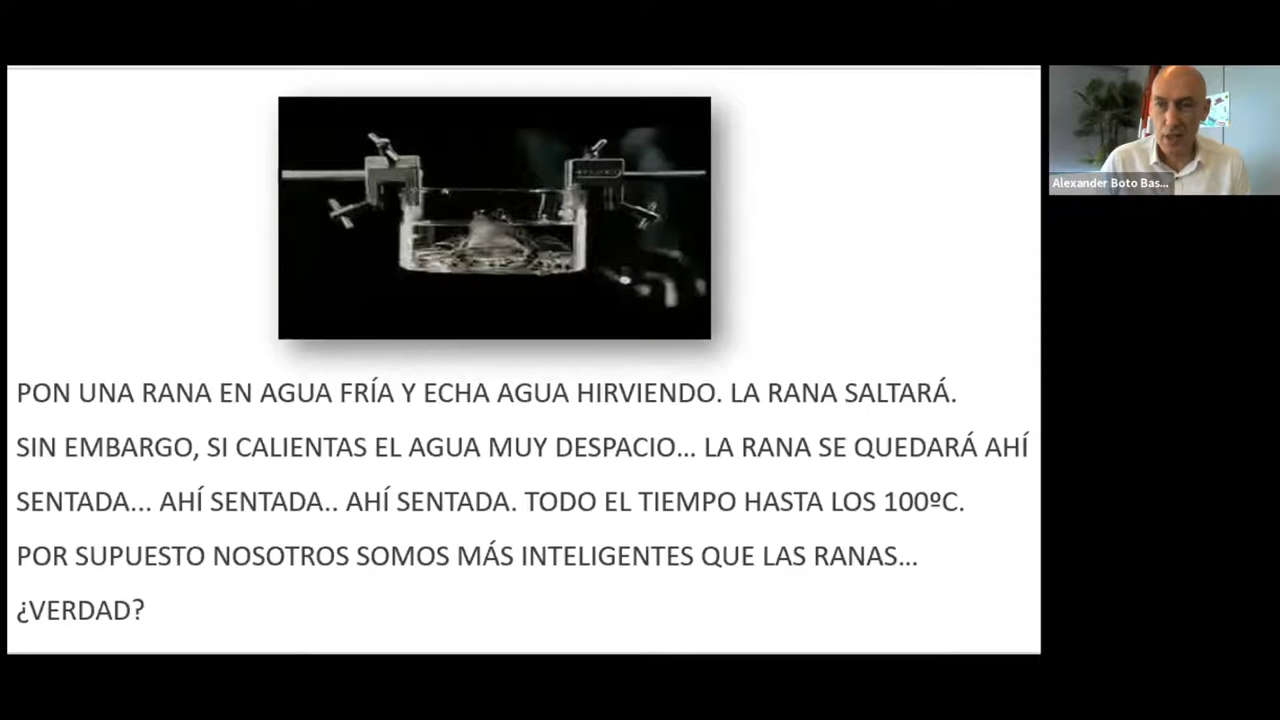 PON UNA RANA EN AGUA FRÍA Y ECHA AGUA HIRVIENDO. LA RANA SALTARÁ.
SIN EMBARGO, SI CALIENTAS EL AGUA MUY DESPACIO... LA RANA SE QUEDARÁ AHÍ
SENTADA... AHÍ SENTADA.. AHÍ SENTADA. TODO EL TIEMPO HASTA LOS 100ºC.
POR SUPUESTO NOSOTROS SOMOS MÁS INTELIGENTES QUE LAS RANAS...
¿VERDAD?
Alexander Boto Bas...